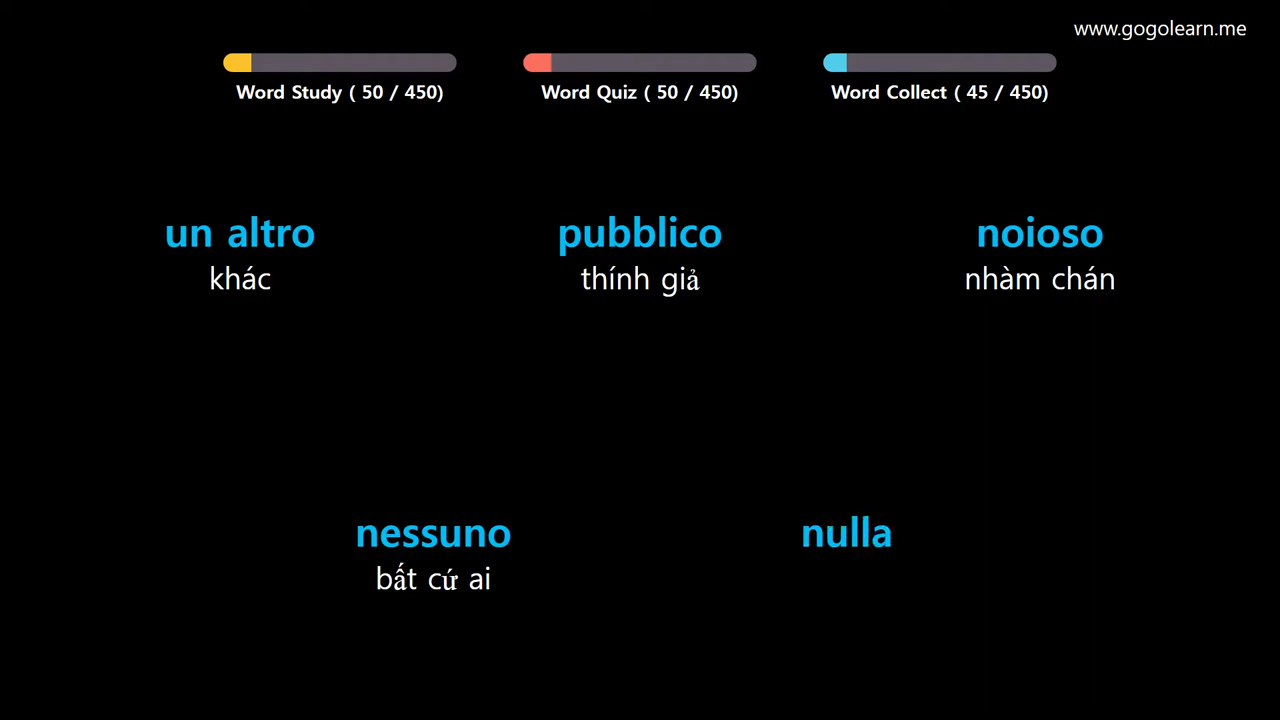 www.gogolearn.me
Word Study ( 50 / 450)
Word Quiz ( 50 / 450)
Word Collect ( 45 / 450)
un altro
khác
pubblico
thính giả
noioso
nhàm chán
nessuno
bất cứ ai
nulla